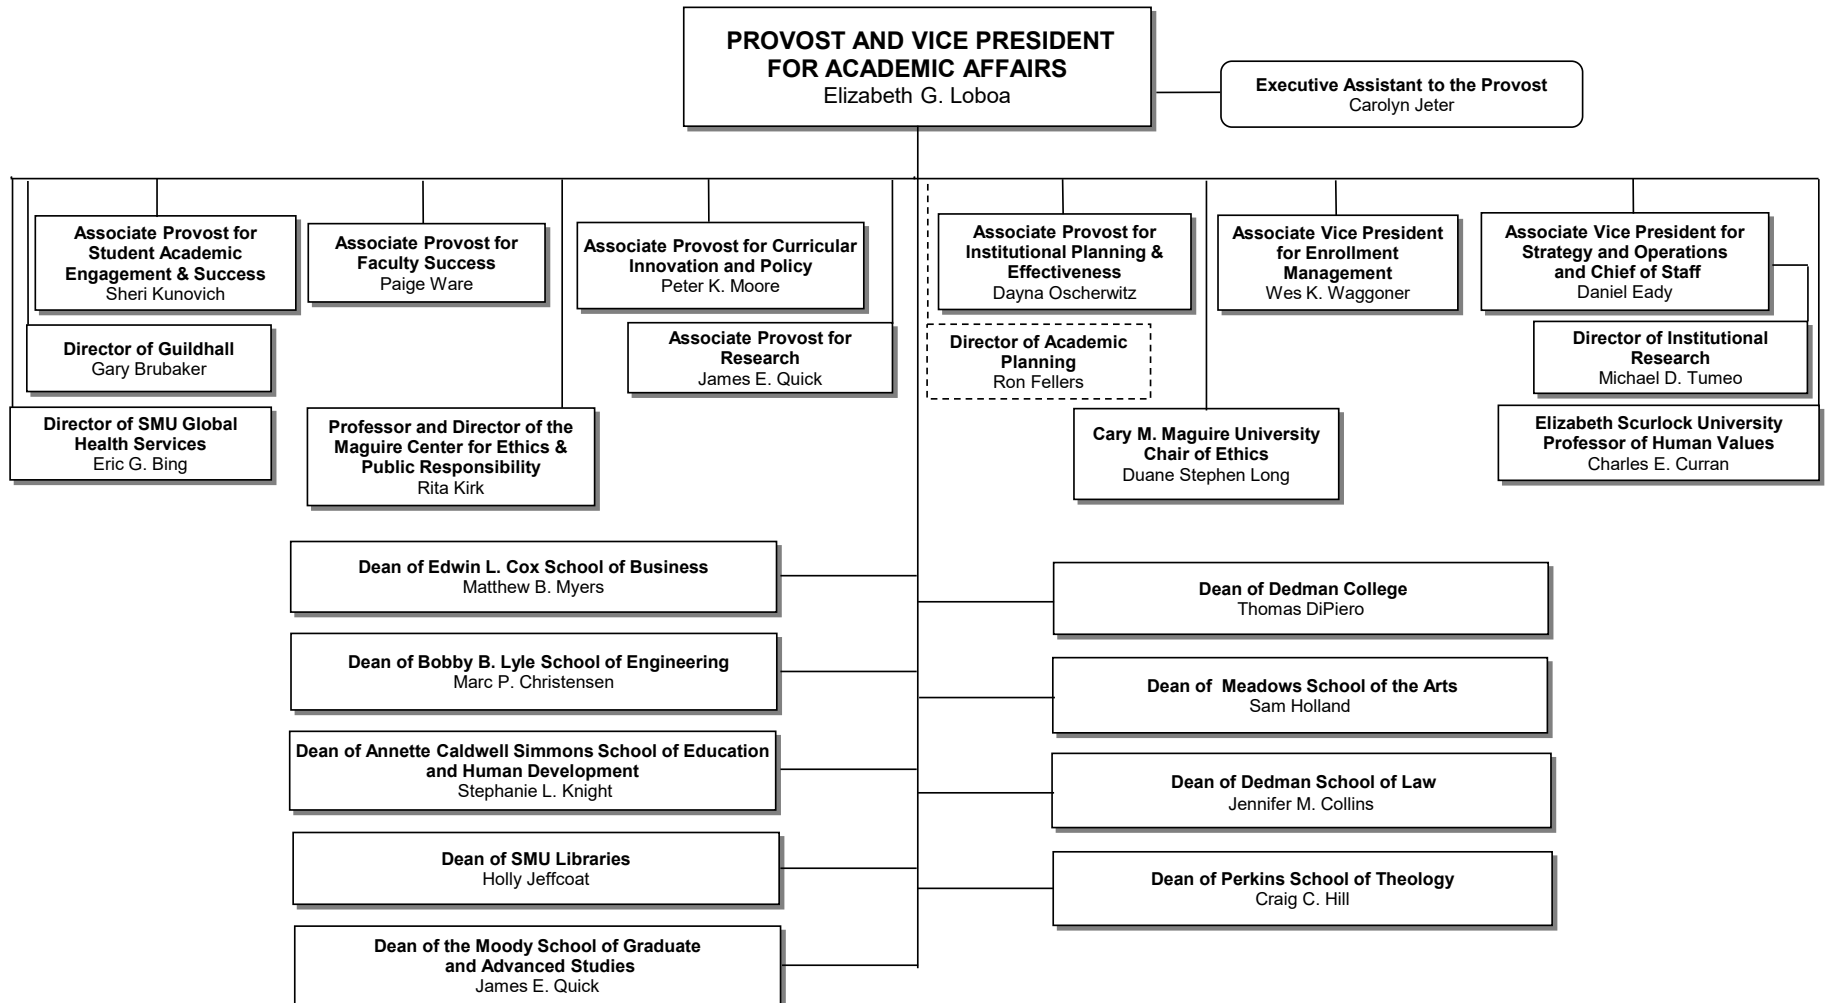 PROVOST AND VICE PRESIDENT
FOR ACADEMIC AFFAIRS
Elizabeth G. Loboa
Executive Assistant to the Provost
Carolyn Jeter
Associate Provost for
Student Academic
Engagement & Success
Sheri Kunovich
Associate Provost for
Faculty Success
Paige Ware
Associate Provost for Curricular
Innovation and Policy
Peter K. Moore
Associate Provost for
Institutional Planning &
Effectiveness
Dayna Oscherwitz
Associate Vice President
for Enrollment
Management
Wes K. Waggoner
Associate Vice President for
Strategy and Operations
and Chief of Staff
Daniel Eady
Director of Guildhall
Gary Brubaker
Associate Provost for
Research
James E. Quick
Director of Academic
Planning
Ron Fellers
Director of Institutional
Research
Michael D. Tumeo
Director of SMU Global
Health Services
Eric G. Bing
Professor and Director of the
Maguire Center for Ethics &
Public Responsibility
Rita Kirk
Cary M. Maguire University
Chair of Ethics
Duane Stephen Long
Elizabeth Scurlock University
Professor of Human Values
Charles E. Curran
Dean of Edwin L. Cox School of Business
Matthew B. Myers
Dean of Dedman College
Thomas DiPiero
Dean of Bobby B. Lyle School of Engineering
Marc P. Christensen
Dean of  Meadows School of the Arts
Sam Holland
Dean of Annette Caldwell Simmons School of Education
and Human Development
Stephanie L. Knight
Dean of Dedman School of Law
Jennifer M. Collins
Dean of SMU Libraries
Holly Jeffcoat
Dean of Perkins School of Theology
Craig C. Hill
Dean of the Moody School of Graduate
and Advanced Studies
James E. Quick